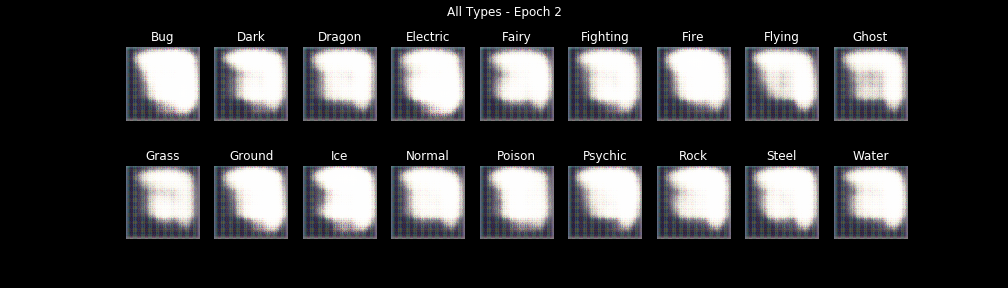 All Types - Epoch 2
Bug Dark Dragon Electric Fairy Fighting Fire Flying Ghost
Grass Ground Ice Normal Poison Psychic Rock Steel Water